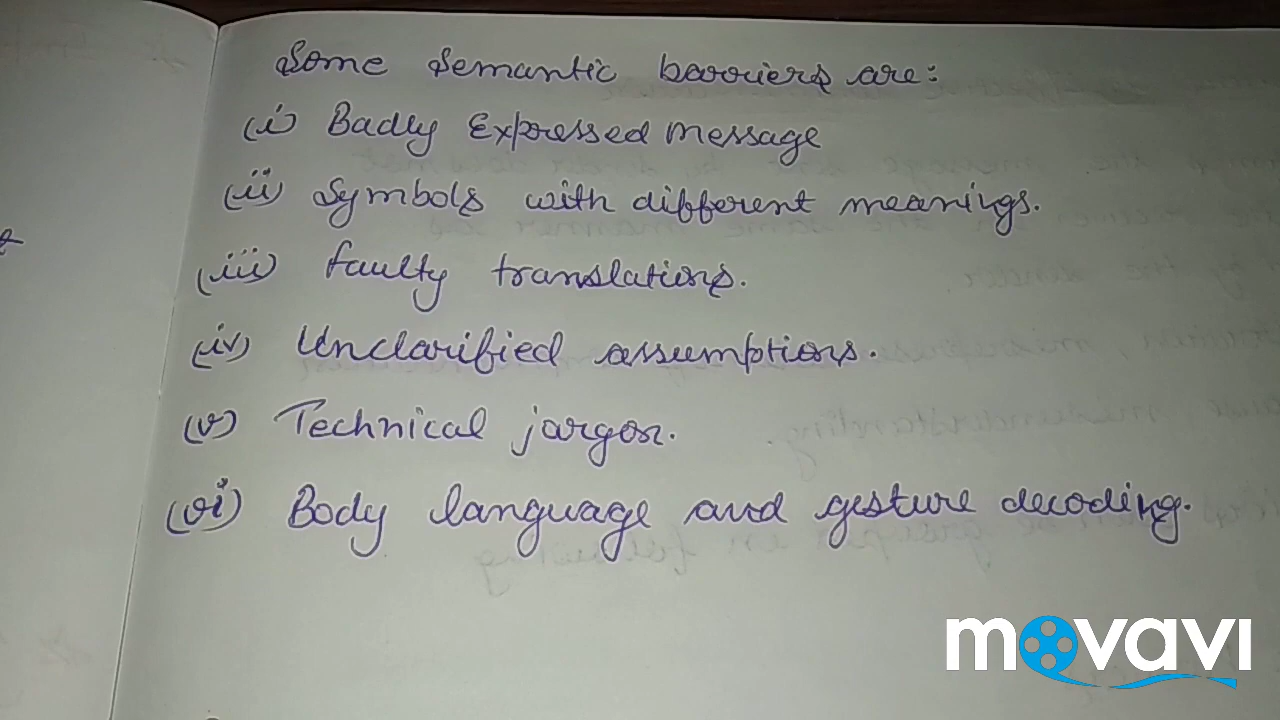 Some Semantic barriers are:
(i) Badly Expressed message
(ii) Symbols with different meanings.
(iii) faulty translations.
(iv) Unclarified assumptions.
(v) Technical jargon.
(vi) Body language and gesture decoding.
movavi